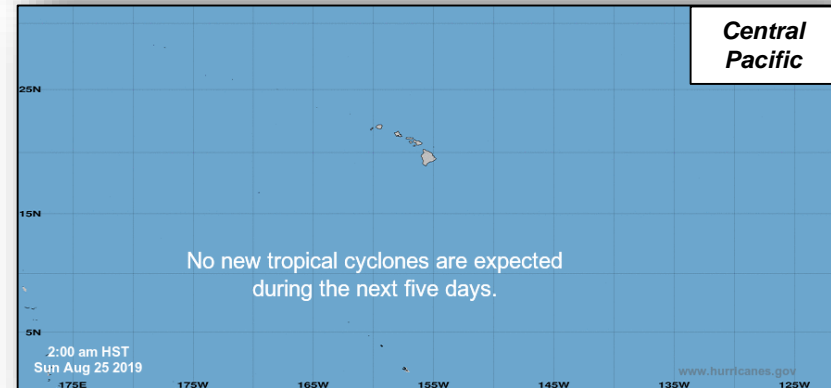 Central
Pacific
25N
15N
No new tropical cyclones are expected
during the next five days.
5N
2:00 am HST
Sun Aug 25 2019
www.hurricanes.gov
175E
175W
165W
155W
145W
135W
125W